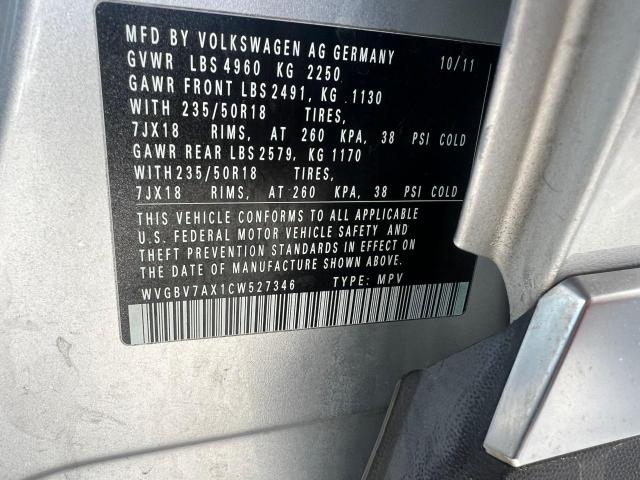 MFD BY VOLKSWAGEN AG GERMANY 10/11
GVWR LBS 4960 KG 2250
GAWR FRONT LBS 2491, KG .1130
WITH 235/50R18 TIRES,
7JX18 RIMS, AT 260 KPA, 38 PSI COLD
GAWR REAR LBS 2579, KG 1170
WITH235/50R18 TIRES,
7JX18 RIMS, AT 260 KPA, 38 PSI COLD
THIS VEHICLE CONFORMS TO ALL APPLICABLE
U.S. FEDERAL MOTOR VEHICLE SAFETY AND
THEFT PREVENTION STANDARDS IN EFFECT ON
THE DATE OF MANUFACTURE SHOWN ABOVE
WVGBV7AX1CW527346 TYPE: MPV